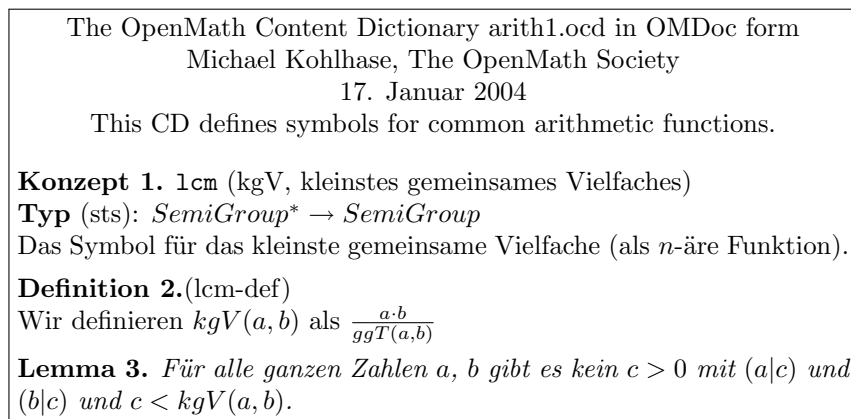 The OpenMath Content Dictionary arith1.ocd in OMDoc form
Michael Kohlhase, The OpenMath Society
17. Januar 2004
This CD defines symbols for common arithmetic functions.
Konzept 1. lcm (kgV, kleinstes gemeinsames Vielfaches)
Typ (sts): SemiGroup* → SemiGroup
Das Symbol für das kleinste gemeinsame Vielfache (als n-äre Funktion).
Definition 2.(lcm-def)
Wir definieren kgV(a, b) als \frac{a·b}{ggT(a,b)}
Lemma 3. Für alle ganzen Zahlen a, b gibt es kein c > 0 mit (a|c) und
(b|c) und c < kgV(a, b).